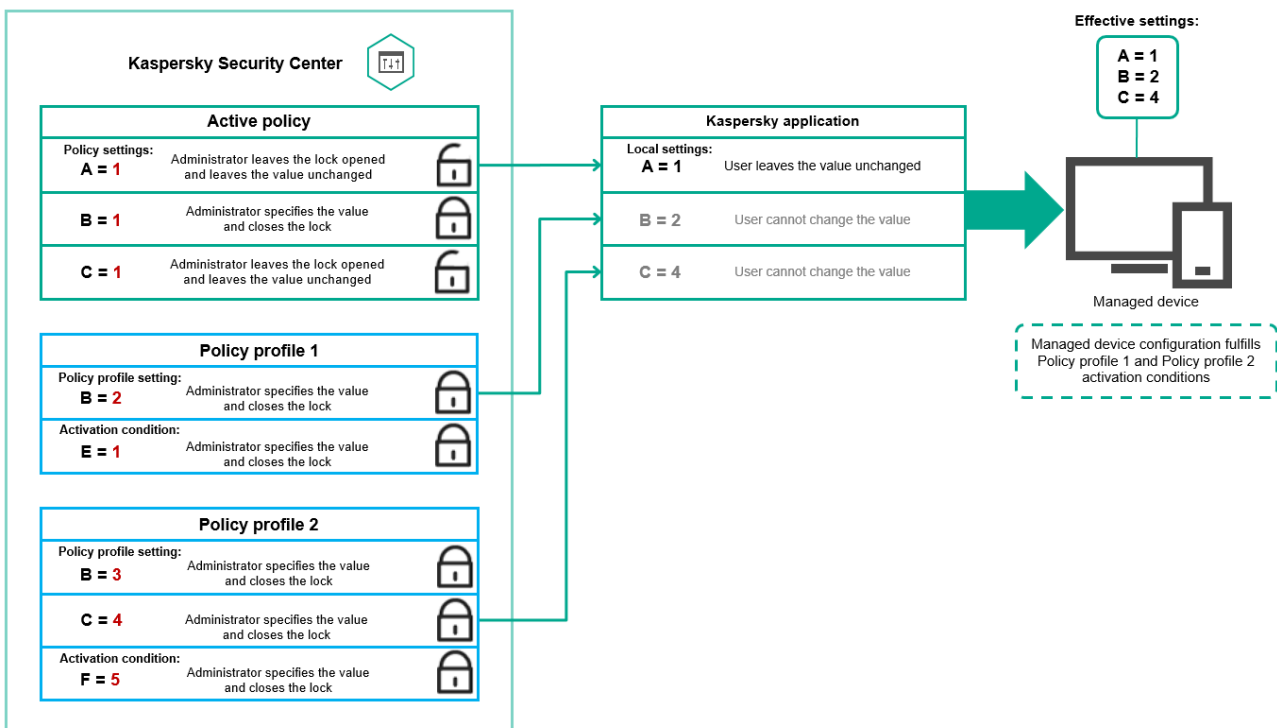 Kaspersky Security Center
Active policy
Policy settings:
A = 1
Administrator leaves the lock opened
and leaves the value unchanged
B = 1
Administrator specifies the value
and closes the lock
C = 1
Administrator leaves the lock opened
and leaves the value unchanged
Policy profile 1
Policy profile setting:
B = 2
Administrator specifies the value
and closes the lock
Activation condition:
E = 1
Administrator specifies the value
and closes the lock
Policy profile 2
Policy profile setting:
B = 3
Administrator specifies the value
and closes the lock
C = 4
Administrator specifies the value
and closes the lock
Activation condition:
F = 5
Administrator specifies the value
and closes the lock
Kaspersky application
Local settings:
A = 1
User leaves the value unchanged
B = 2
User cannot change the value
C = 4
User cannot change the value
Effective settings:
A = 1
B = 2
C = 4
Managed device
Managed device configuration fulfills
Policy profile 1 and Policy profile 2
activation conditions